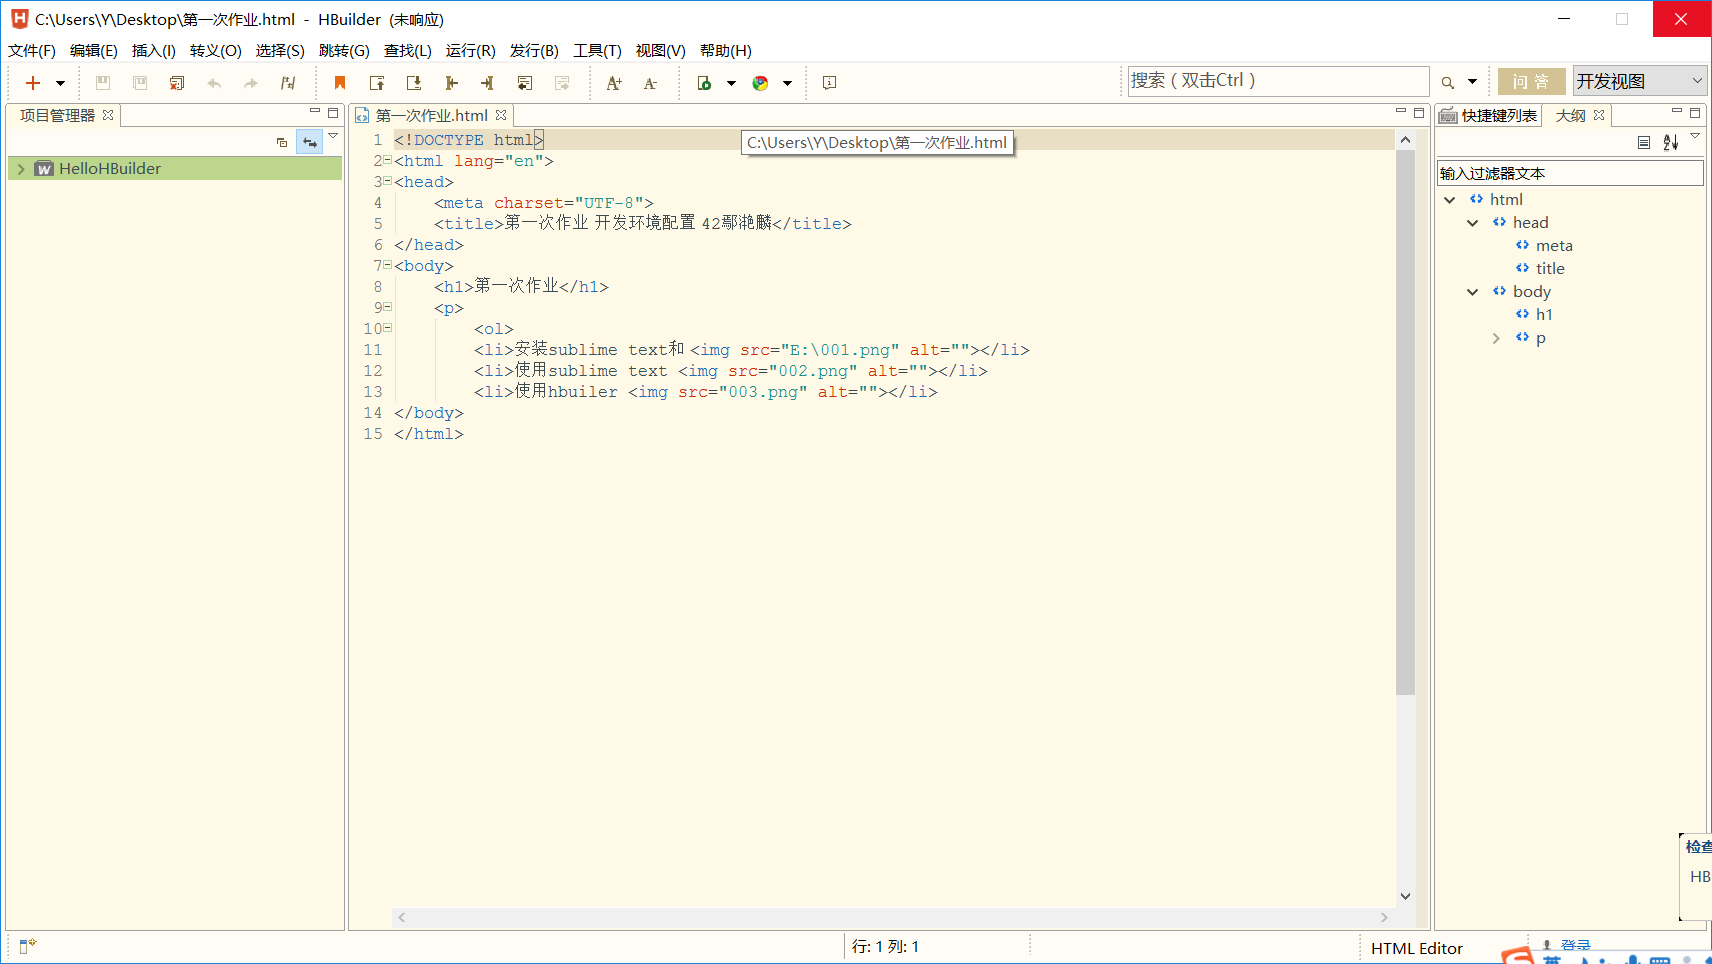 C:\Users\Y\Desktop\第一次作业.html - HBuilder (未响应)
文件(F) 编辑(E) 插入(I) 转义(O) 选择(S) 跳转(G) 查找(L) 运行(R) 发行(B) 工具(T) 视图(V) 帮助(H)
搜索（双击Ctrl）
问 答
开发视图
项目管理器
第一次作业.html
快捷键列表
大纲
HelloHBuilder
C:\Users\Y\Desktop\第一次作业.html
1 <!DOCTYPE html>
2 <html lang="en">
3 <head>
4 <meta charset="UTF-8">
5 <title>第一次作业 开发环境配置 42鄢滟麟</title>
6 </head>
7 <body>
8 <h1>第一次作业</h1>
9 <p>
10 <ol>
11 <li>安装sublime text和 <img src="E:\001.png" alt=""></li>
12 <li>使用sublime text <img src="002.png" alt=""></li>
13 <li>使用hbuiler <img src="003.png" alt=""></li>
14 </body>
15 </html>
输入过滤器文本
html
head
meta
title
body
h1
p
检查
HB
行: 1 列: 1
HTML Editor
登录
英